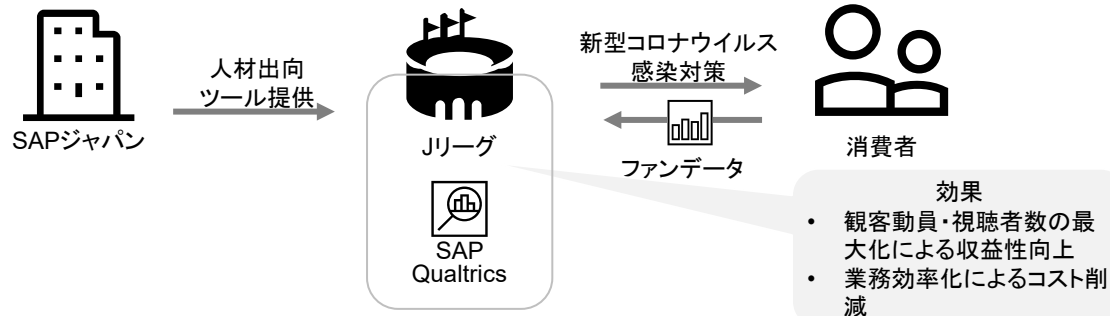 SAPジャパン
人材出向
ツール提供
Jリーグ
SAP
Qualtrics
新型コロナウイルス
感染対策
ファンデータ
消費者
効果
• 観客動員・視聴者数の最
大化による収益性向上
• 業務効率化によるコスト削
減